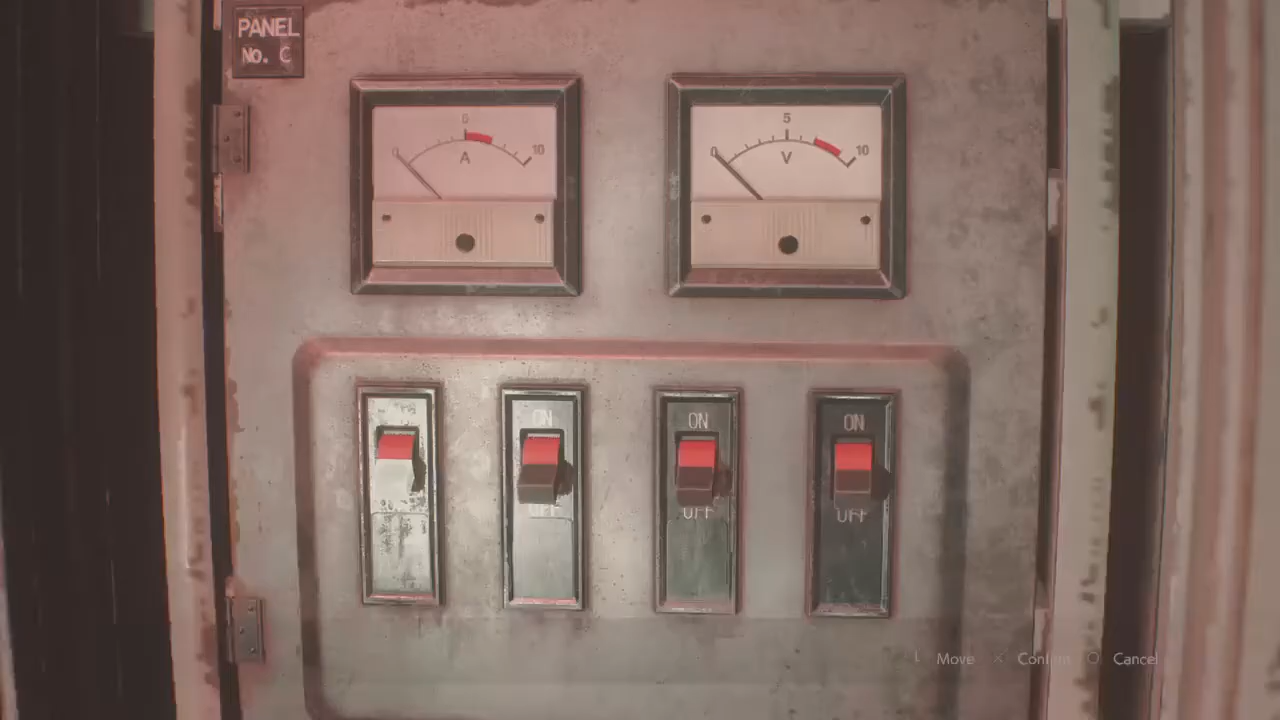 PANEL
No. C
0 10
A
0 5 10
V
ON ON ON
OFF OFF OFF
Move Confirm Cancel